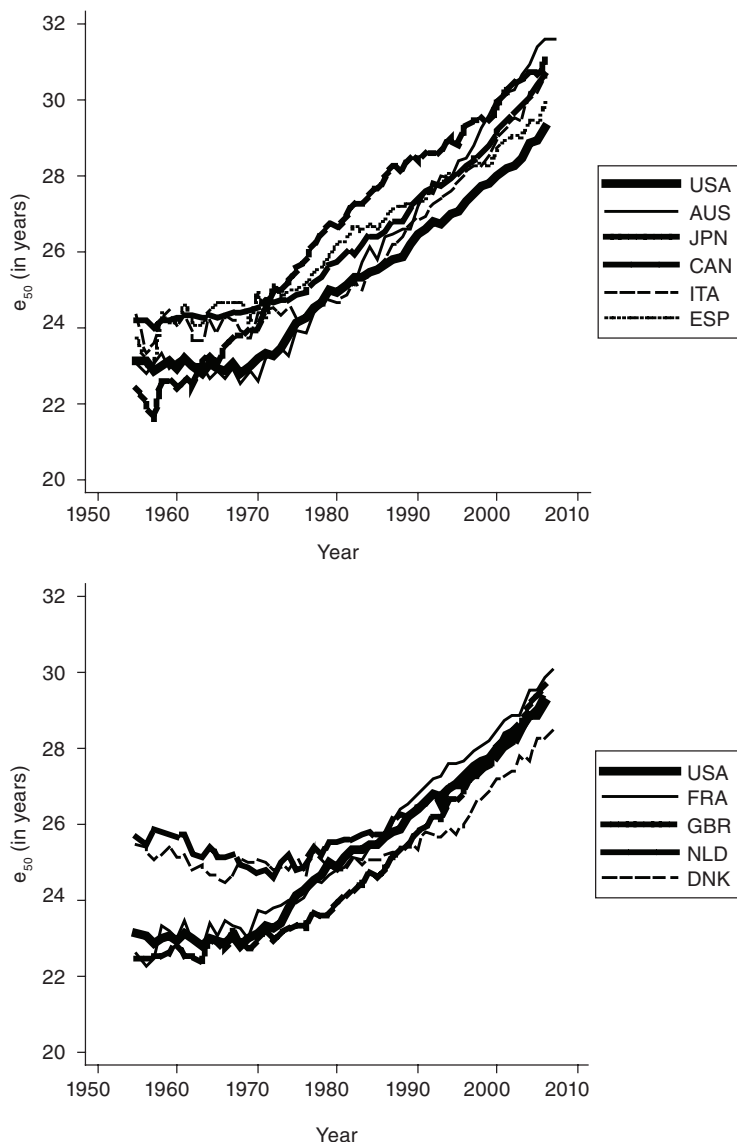 32
30
28
26
24
22
20
e50 (in years)
1950 1960 1970 1980 1990 2000 2010
Year
USA
AUS
JPN
CAN
ITA
ESP
32
30
28
26
24
22
20
e50 (in years)
1950 1960 1970 1980 1990 2000 2010
Year
USA
FRA
GBR
NLD
DNK